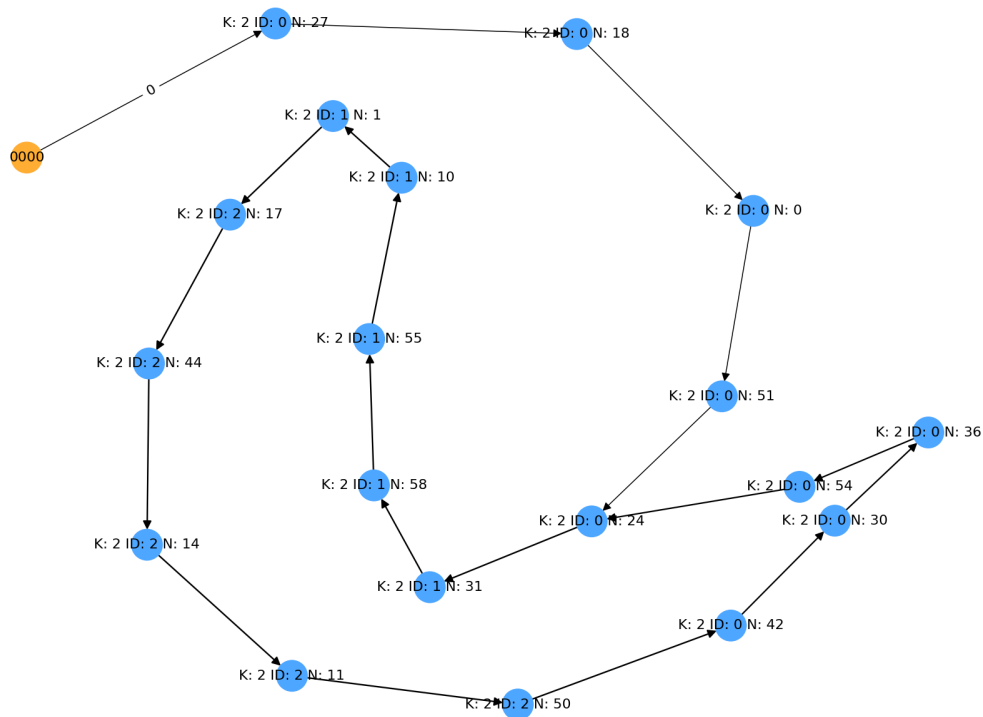 K: 2 ID: 0 N: 27
K: 2 ID: 0 N: 18
0
K: 2 ID: 1 N: 1
0000
K: 2 ID: 1 N: 10
K: 2 ID: 2 N: 17
K: 2 ID: 0 N: 0
K: 2 ID: 1 N: 55
K: 2 ID: 2 N: 44
K: 2 ID: 0 N: 51
K: 2 ID: 0 N: 36
K: 2 ID: 1 N: 58
K: 2 ID: 0 N: 54
K: 2 ID: 0 N: 24
K: 2 ID: 0 N: 30
K: 2 ID: 2 N: 14
K: 2 ID: 1 N: 31
K: 2 ID: 0 N: 42
K: 2 ID: 2 N: 11
K: 2 ID: 2 N: 50